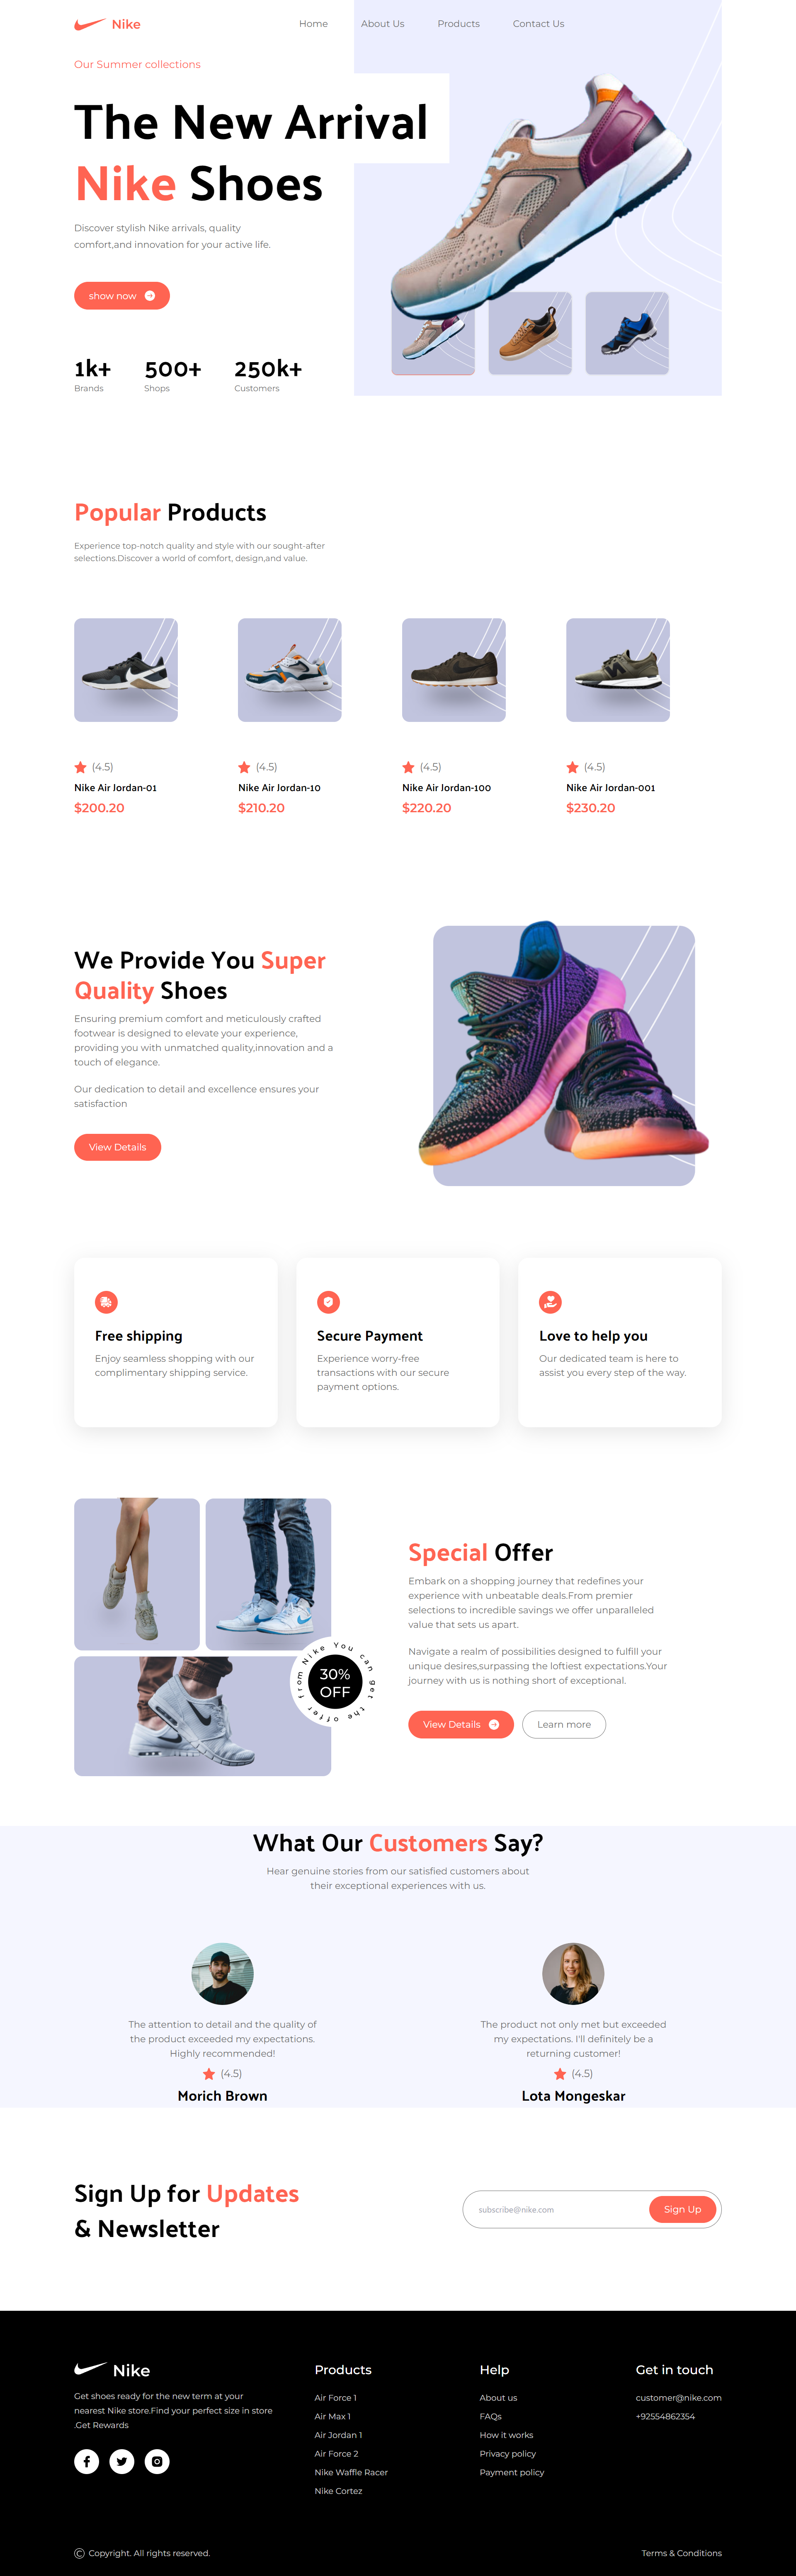 Nike
Home
About Us
Products
Contact Us
Our Summer collections
The New Arrival
Nike Shoes
Discover stylish Nike arrivals, quality
comfort,and innovation for your active life.
show now
1k+
Brands
500+
Shops
250k+
Customers
Popular Products
Experience top-notch quality and style with our sought-after
selections.Discover a world of comfort, design,and value.
(4.5)
Nike Air Jordan-01
$200.20
(4.5)
Nike Air Jordan-10
$210.20
(4.5)
Nike Air Jordan-100
$220.20
(4.5)
Nike Air Jordan-001
$230.20
We Provide You Super
Quality Shoes
Ensuring premium comfort and meticulously crafted
footwear is designed to elevate your experience,
providing you with unmatched quality,innovation and a
touch of elegance.
Our dedication to detail and excellence ensures your
satisfaction
View Details
Free shipping
Enjoy seamless shopping with our
complimentary shipping service.
Secure Payment
Experience worry-free
transactions with our secure
payment options.
Love to help you
Our dedicated team is here to
assist you every step of the way.
You can get the offer from Nike
30%
OFF
Special Offer
Embark on a shopping journey that redefines your
experience with unbeatable deals.From premier
selections to incredible savings we offer unparalleled
value that sets us apart.
Navigate a realm of possibilities designed to fulfill your
unique desires,surpassing the loftiest expectations.Your
journey with us is nothing short of exceptional.
View Details
Learn more
What Our Customers Say?
Hear genuine stories from our satisfied customers about
their exceptional experiences with us.
The attention to detail and the quality of
the product exceeded my expectations.
Highly recommended!
(4.5)
Morich Brown
The product not only met but exceeded
my expectations. I'll definitely be a
returning customer!
(4.5)
Lota Mongeskar
Sign Up for Updates
& Newsletter
subscribe@nike.com
Sign Up
Nike
Get shoes ready for the new term at your
nearest Nike store.Find your perfect size in store
.Get Rewards
Products
Air Force 1
Air Max 1
Air Jordan 1
Air Force 2
Nike Waffle Racer
Nike Cortez
Help
About us
FAQs
How it works
Privacy policy
Payment policy
Get in touch
customer@nike.com
+92554862354
© Copyright. All rights reserved.
Terms & Conditions